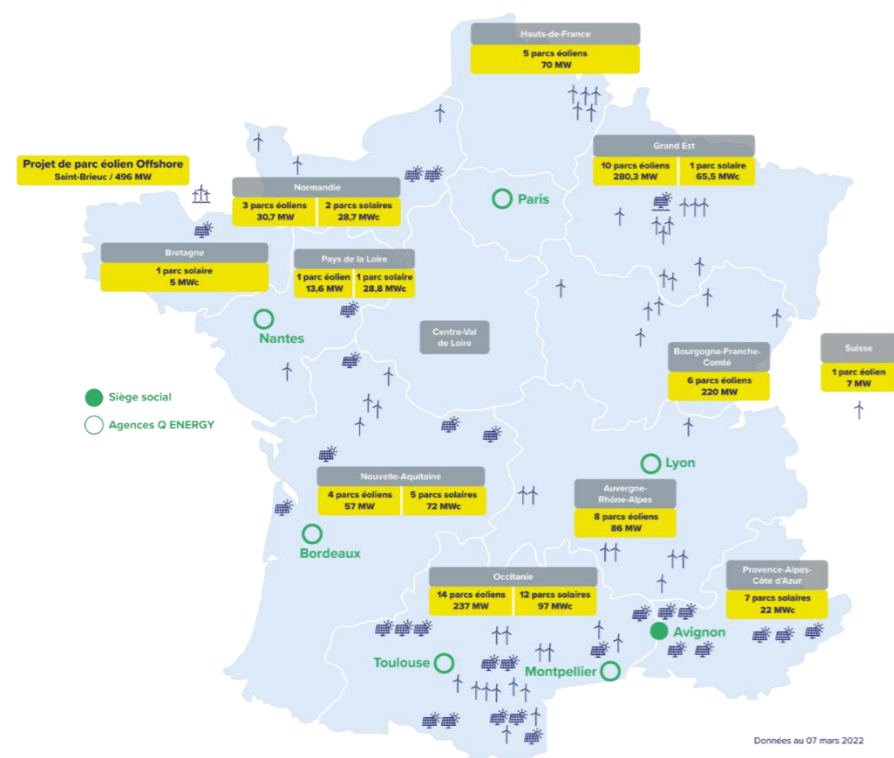 Hauts-de-France
5 parcs éoliens
70 MW
Grand Est
10 parcs éoliens
280,3 MW
1 parc solaire
65,5 MWc
Projet de parc éolien Offshore
Saint-Brieuc / 496 MW
Normandie
3 parcs éoliens
30,7 MW
2 parcs solaires
28,7 MWc
Paris
Bretagne
1 parc solaire
5 MWc
Pays de la Loire
1 parc éolien
13,6 MW
1 parc solaire
28,8 MWc
Nantes
Centre-Val
de Loire
Bourgogne-Franche-
Comté
6 parcs éoliens
220 MW
Suisse
1 parc éolien
7 MW
Siège social
Agences Q ENERGY
Lyon
Nouvelle-Aquitaine
4 parcs éoliens
57 MW
5 parcs solaires
72 MWc
Auvergne-
Rhône-Alpes
8 parcs éoliens
86 MW
Bordeaux
Occitanie
14 parcs éoliens
237 MW
12 parcs solaires
97 MWc
Provence-Alpes-
Côte d'Azur
7 parcs solaires
22 MWc
Avignon
Toulouse
Montpellier
Données au 07 mars 2022